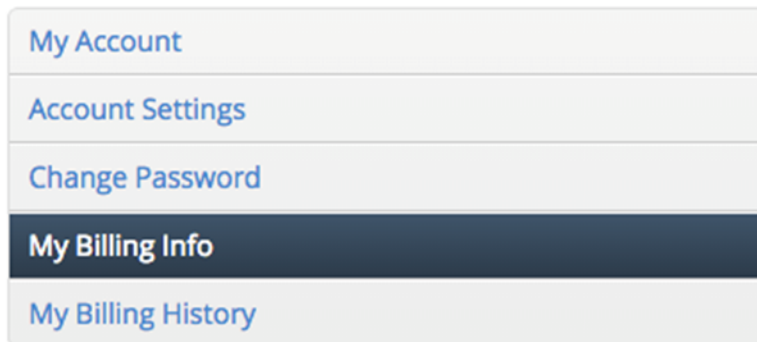 My Account
Account Settings
Change Password
My Billing Info
My Billing History